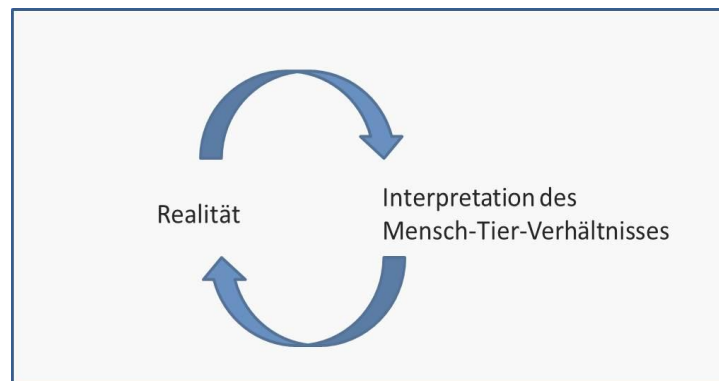 Realität
Interpretation des
Mensch-Tier-Verhältnisses